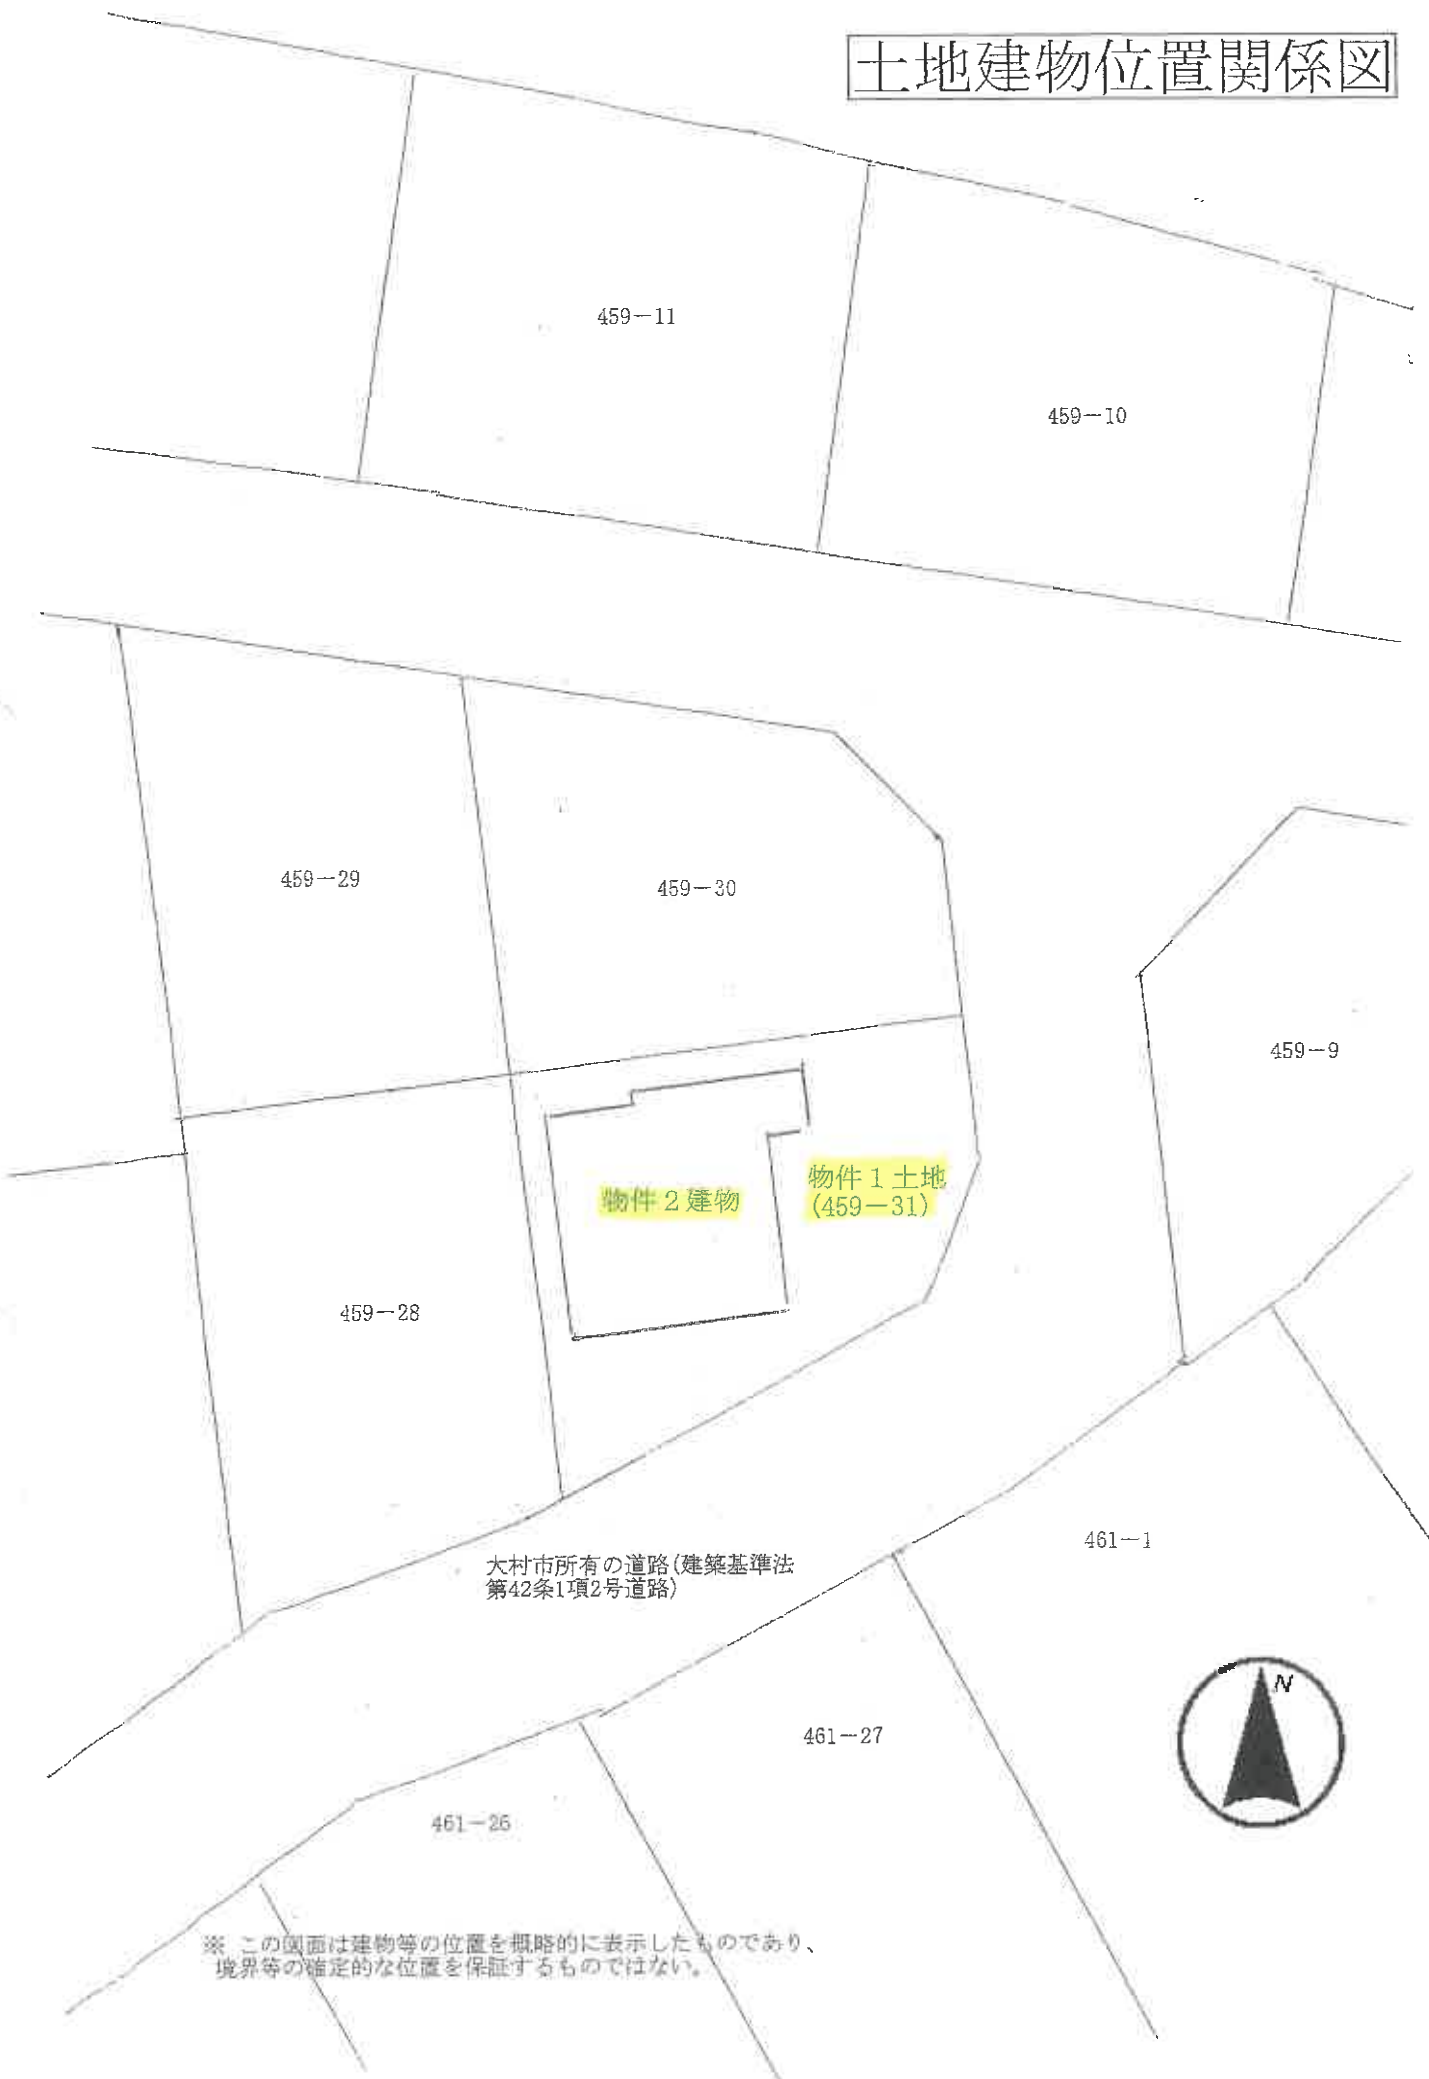 土地建物位置関係図
459－11
459－10
459－29
459－30
459－9
物件２建物
物件１土地
(459－31)
459－28
大村市所有の道路(建築基準法
第42条1項2号道路)
461－1
N
461－27
461－26
※ この図面は建物等の位置を概略的に表示したものであり、
境界等の確定的な位置を保証するものではない。